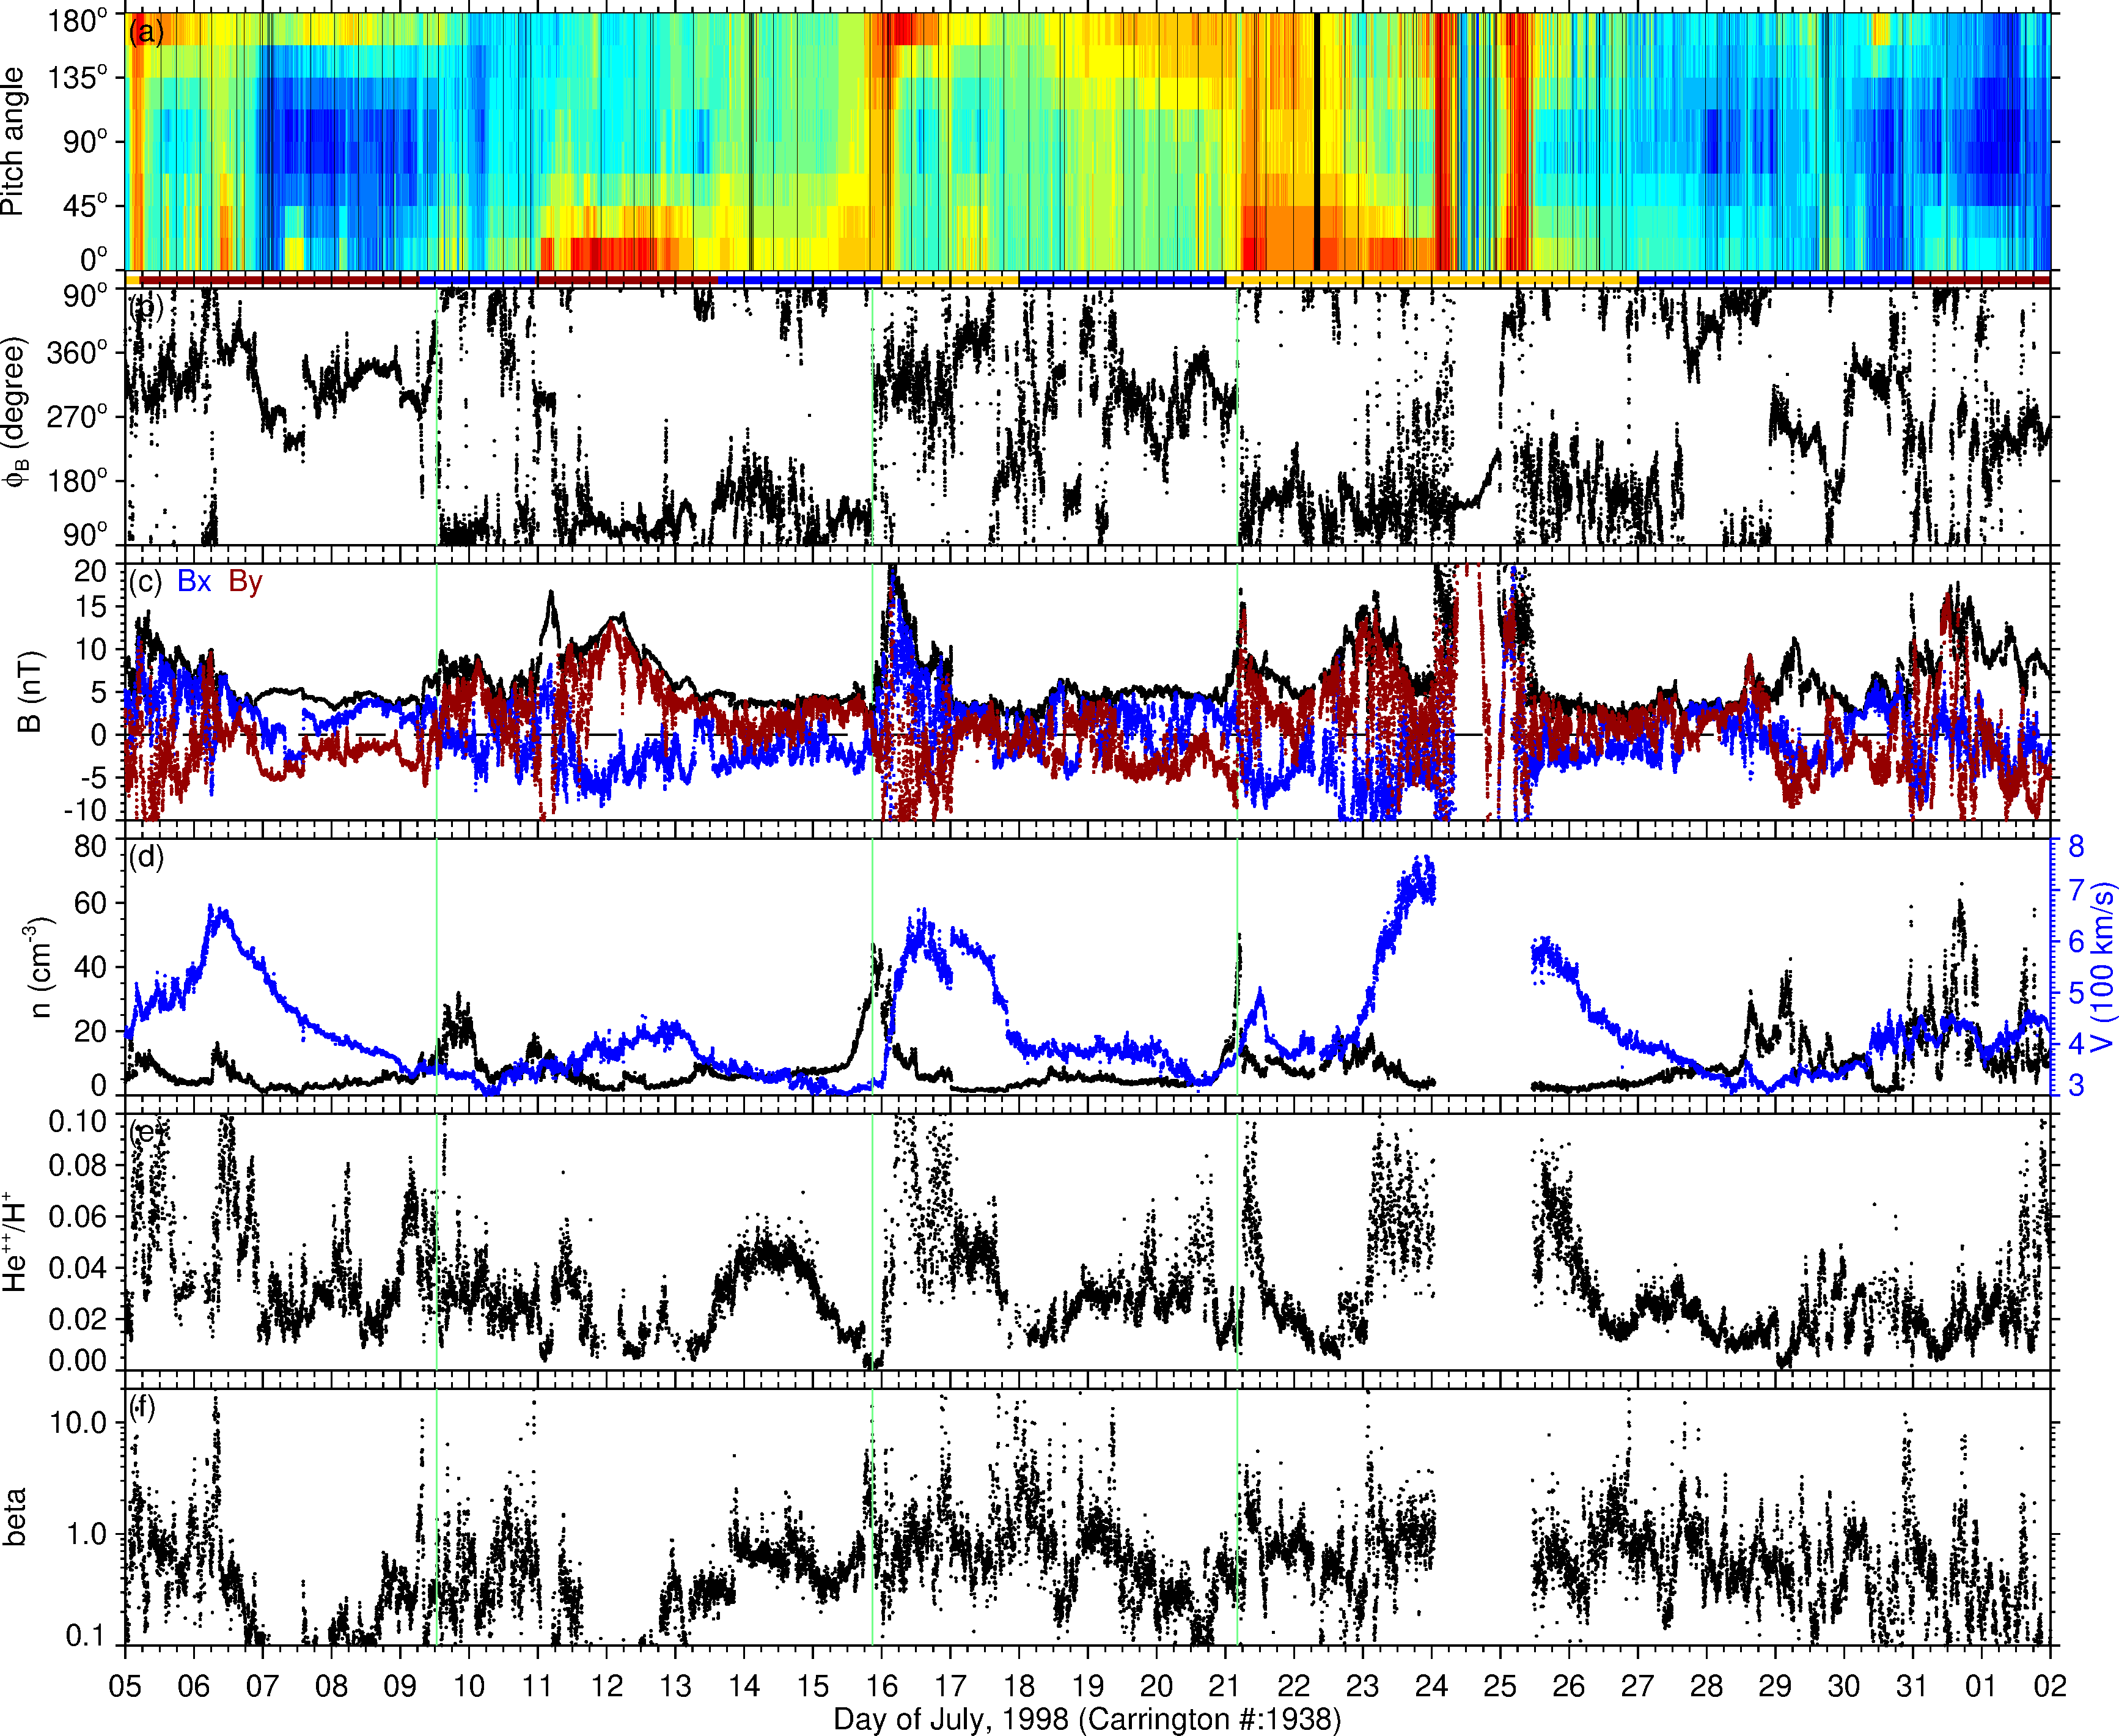 (a)
180°
135°
90°
45°
0°
Pitch angle
(b)
90°
360°
270°
180°
90°
ϕB (degree)
(c) Bx By
20
15
10
5
0
-5
-10
B (nT)
(d)
80
60
40
20
0
n (cm-3)
8
7
6
5
4
3
V (100 km/s)
(e)
0.10
0.08
0.06
0.04
0.02
0.00
He++/H+
(f)
10.0
1.0
0.1
beta
05 06 07 08 09 10 11 12 13 14 15 16 17 18 19 20 21 22 23 24 25 26 27 28 29 30 31 01 02
Day of July, 1998 (Carrington #:1938)